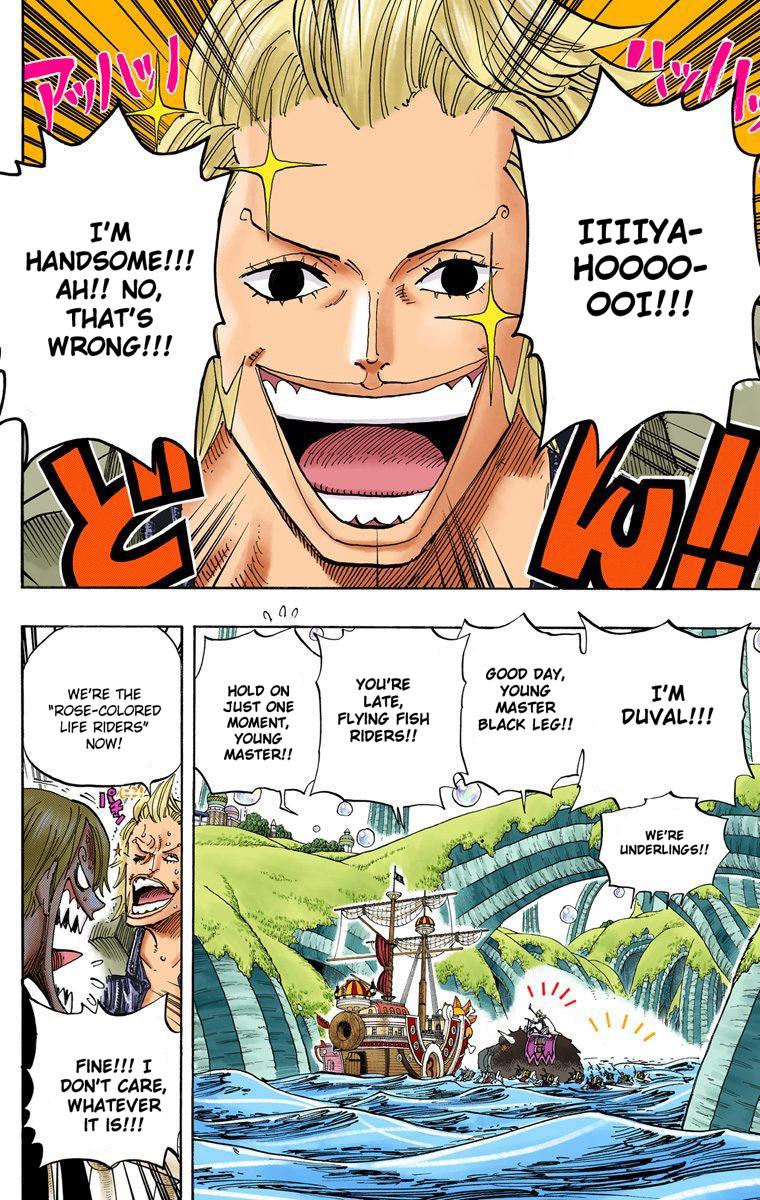 ハッハッ
アッハッハ
IIIIYA-
HOOOO-
OOI!!!
I'M
HANDSOME!!!
AH!! NO,
THAT'S
WRONG!!!
どん!!
I'M
DUVAL!!!
GOOD DAY,
YOUNG
MASTER
BLACK LEG!!
YOU'RE
LATE,
FLYING FISH
RIDERS!!
HOLD ON
JUST ONE
MOMENT,
YOUNG
MASTER!!
WE'RE
UNDERLINGS!!
WE'RE THE
"ROSE-COLORED
LIFE RIDERS"
NOW!
FINE!!! I
DON'T CARE,
WHATEVER
IT IS!!!